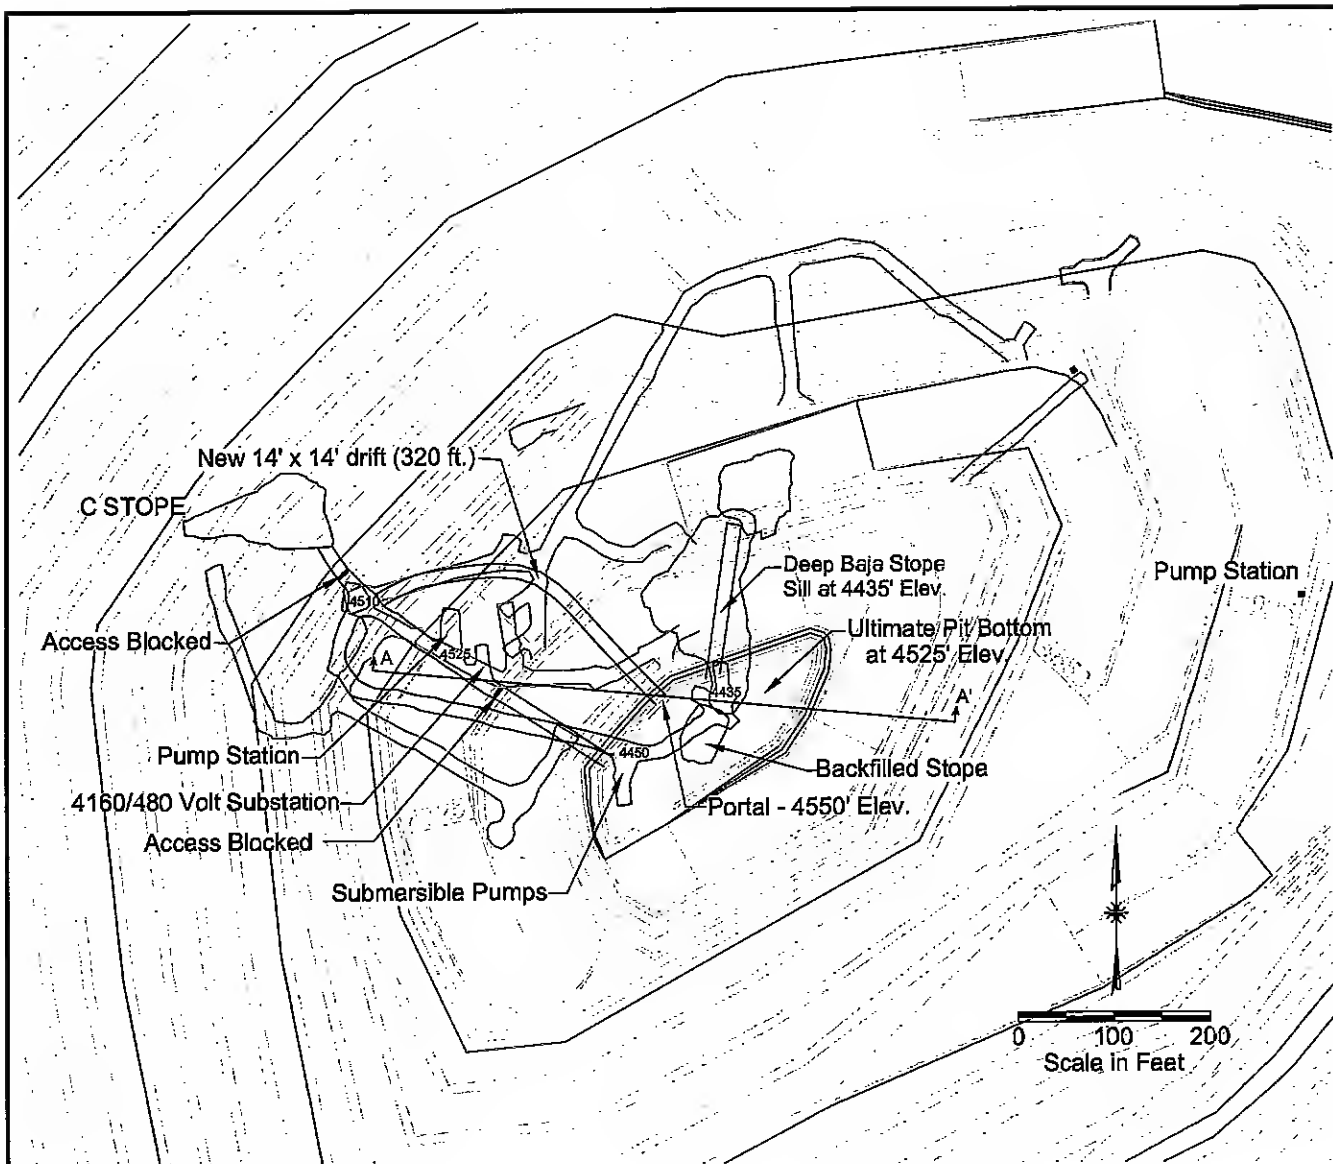 New 14' x 14' drift (320 ft.)
C STOPE
Deep Baja Stope
Sill at 4435' Elev.
Pump Station
4510
Access Blocked
4525
Ultimate Pit Bottom
at 4525' Elev.
A
4435
A'
Pump Station
4450
Backfilled Stope
4160/480 Volt Substation
Portal - 4550' Elev.
Access Blocked
Submersible Pumps
0 100 200
Scale in Feet